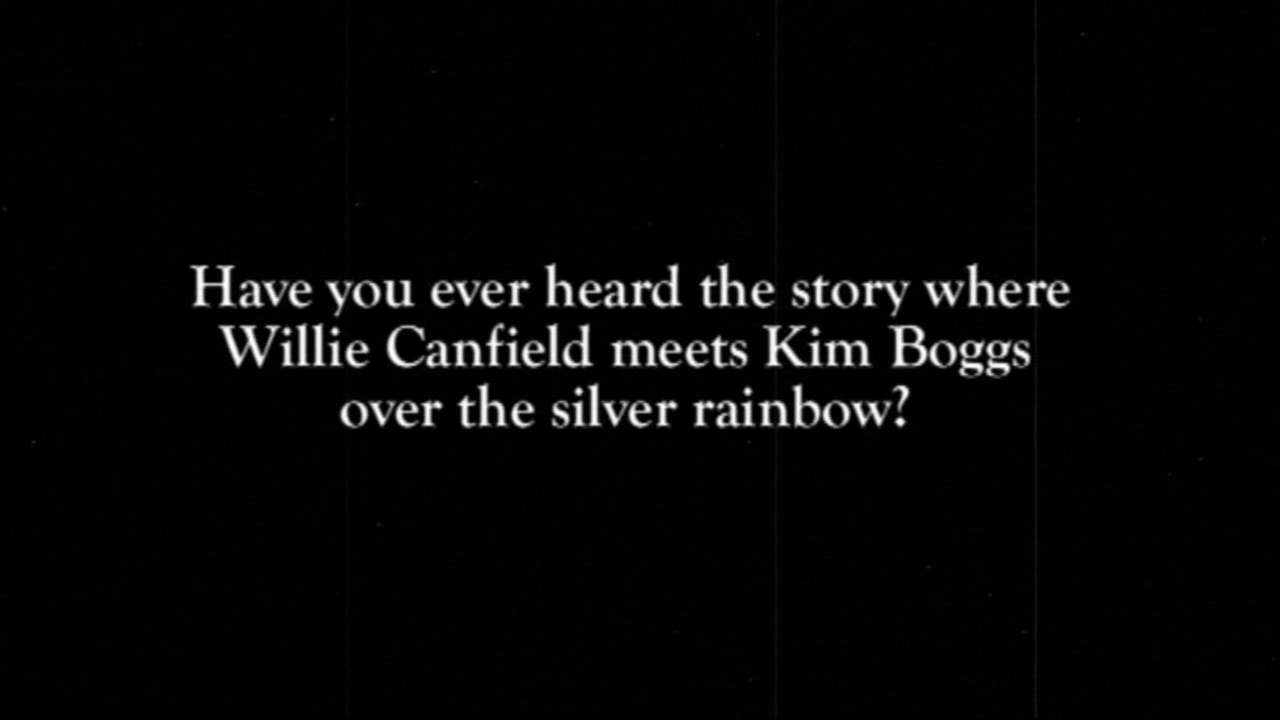 Have you ever heard the story where
Willie Canfield meets Kim Boggs
over the silver rainbow?